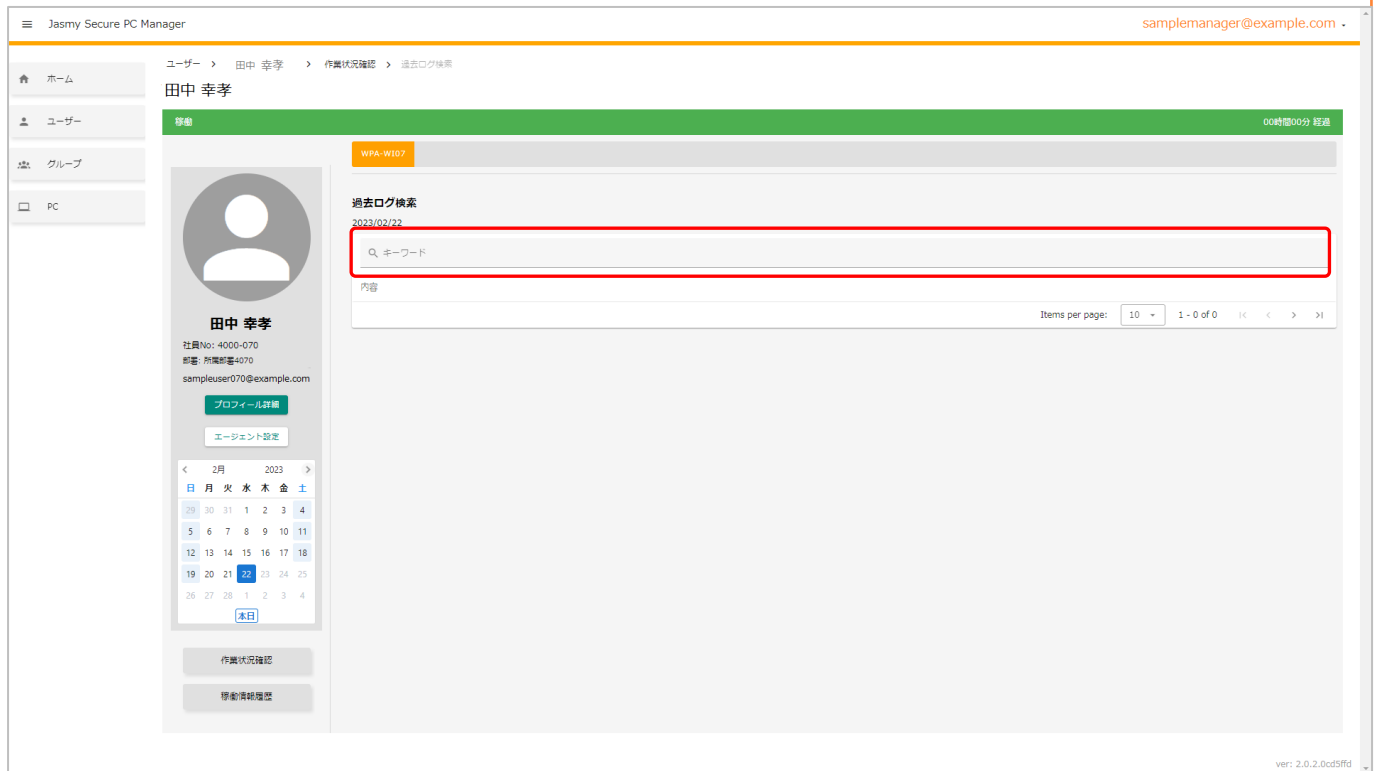 Jasmy Secure PC Manager
samplemanager@example.com
ホーム
ユーザー
グループ
PC
ユーザー > 田中 幸孝 > 作業状況確認 > 過去ログ検索
田中 幸孝
稼働
00時間00分 経過
WPA-WI07
田中 幸孝
社員No: 4000-070
部署: 所属部署4070
sampleuser070@example.com
プロフィール詳細
エージェント設定
2月 2023
日 月 火 水 木 金 土
29 30 31 1 2 3 4
5 6 7 8 9 10 11
12 13 14 15 16 17 18
19 20 21 22 23 24 25
26 27 28 1 2 3 4
本日
作業状況確認
稼働情報履歴
過去ログ検索
2023/02/22
キーワード
内容
Items per page: 10 1 - 0 of 0
ver: 2.0.2.0cd5ffd